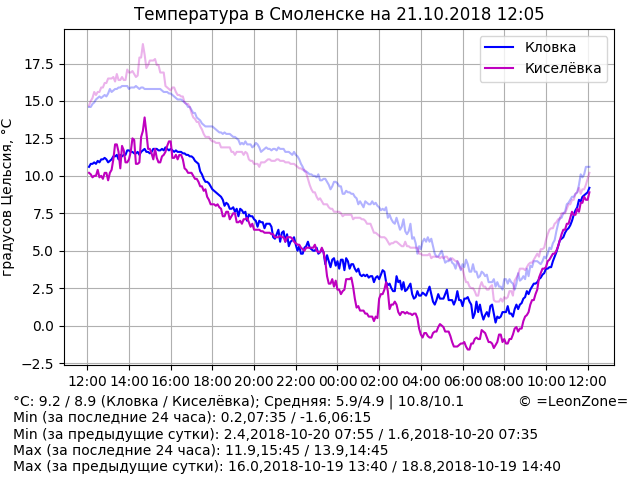 Температура в Смоленске на 21.10.2018 12:05
Кловка
Киселёвка
градусов Цельсия, °C
17.5
15.0
12.5
10.0
7.5
5.0
2.5
0.0
−2.5
12:00 14:00 16:00 18:00 20:00 22:00 00:00 02:00 04:00 06:00 08:00 10:00 12:00
°C: 9.2 / 8.9 (Кловка / Киселёвка); Средняя: 5.9/4.9 | 10.8/10.1 © =LeonZone=
Min (за последние 24 часа): 0.2,07:35 / -1.6,06:15
Min (за предыдущие сутки): 2.4,2018-10-20 07:55 / 1.6,2018-10-20 07:35
Max (за последние 24 часа): 11.9,15:45 / 13.9,14:45
Max (за предыдущие сутки): 16.0,2018-10-19 13:40 / 18.8,2018-10-19 14:40